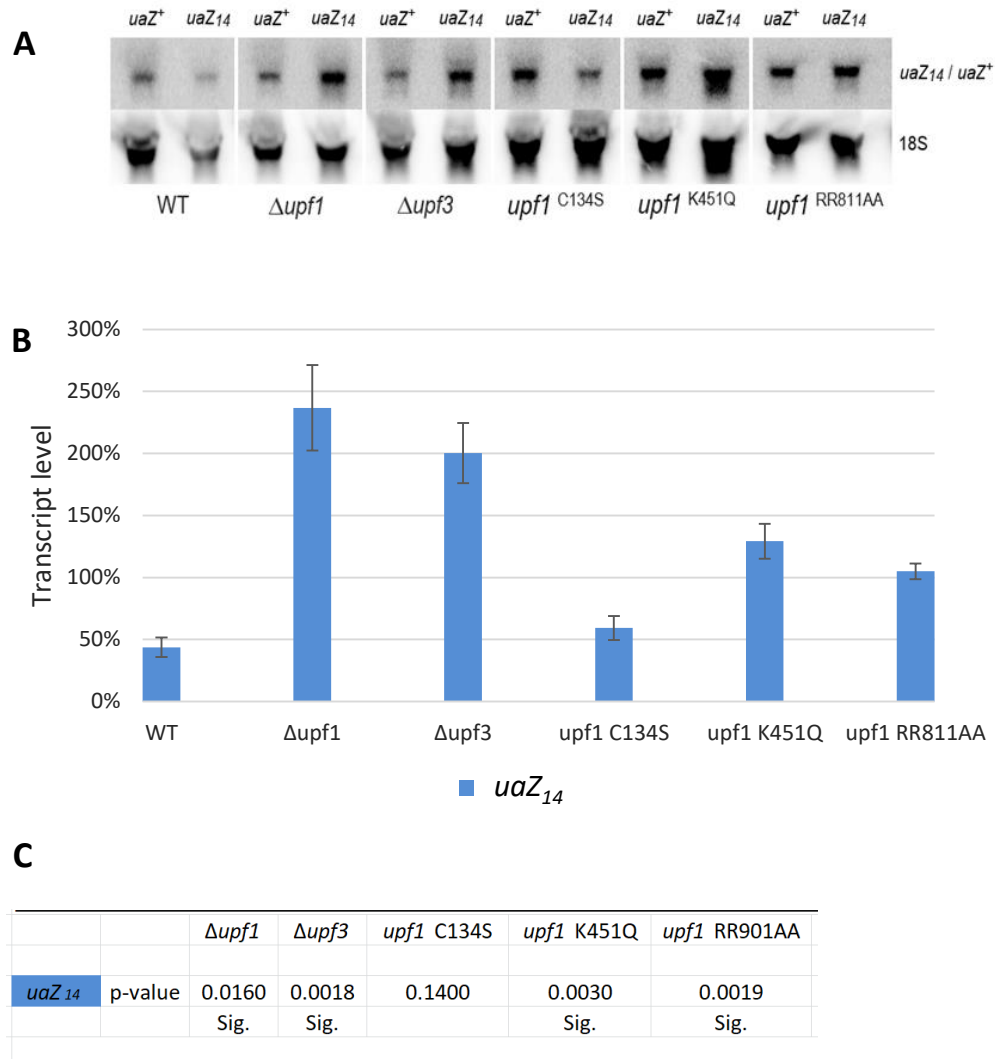 uaZ⁺ uaZ₁₄ uaZ⁺ uaZ₁₄ uaZ⁺ uaZ₁₄ uaZ⁺ uaZ₁₄ uaZ⁺ uaZ₁₄ uaZ⁺ uaZ₁₄
A
uaZ₁₄ / uaZ⁺
18S
WT Δupf1 Δupf3 upf1 C134S upf1 K451Q upf1 RR811AA
B
300%
250%
200%
150%
100%
50%
0%
Transcript level
WT Δupf1 Δupf3 upf1 C134S upf1 K451Q upf1 RR811AA
uaZ₁₄
C
Δupf1 Δupf3 upf1 C134S upf1 K451Q upf1 RR901AA
uaZ ₁₄ p-value 0.0160 0.0018 0.1400 0.0030 0.0019
Sig. Sig. Sig. Sig.